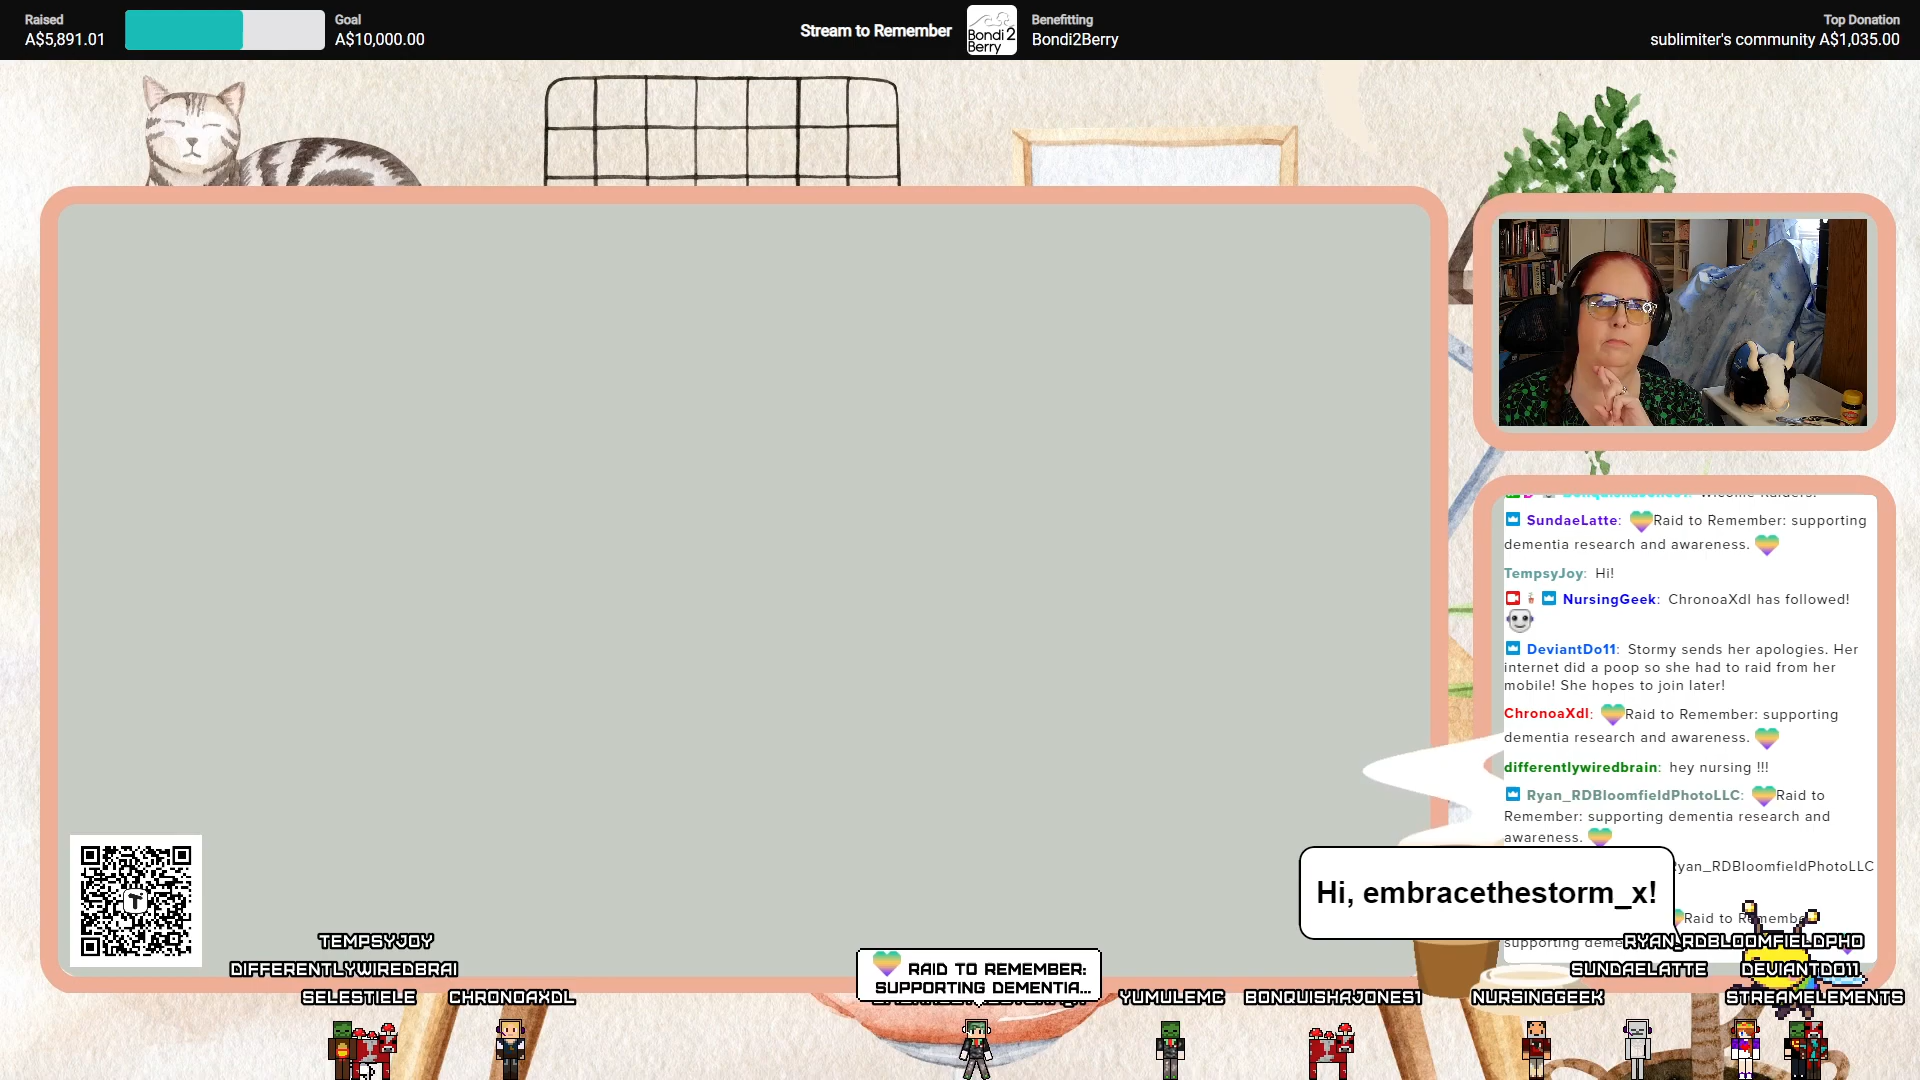 Raised
A$5,891.01
Goal
A$10,000.00
Stream to Remember
Bondi 2
Berry
Benefitting
Bondi2Berry
Top Donation
sublimiter's community A$1,035.00
SundaeLatte: Raid to Remember: supporting
dementia research and awareness.
TempsyJoy: Hi!
NursingGeek: ChronoaXdl has followed!
DeviantDo11: Stormy sends her apologies. Her
internet did a poop so she had to raid from her
mobile! She hopes to join later!
ChronoaXdl: Raid to Remember: supporting
dementia research and awareness.
differentlywiredbrain: hey nursing !!!
Ryan_RDBloomfieldPhotoLLC: Raid to
Remember: supporting dementia research and
awareness.
Ryan_RDBloomfieldPhotoLLC
Hi, embracethestorm_x!
Raid to
supporting
TEMPSYJOY
DIFFERENTLYWIREDBRAI
SELESTIELE
CHRONOAXDL
RAID TO REMEMBER:
SUPPORTING DEMENTIA...
YUMULEMC
BONQUISHAJONES1
NURSINGGEEK
RYAN_RDBLOOMFIELDPHO
SUNDAELATTE
DEVIANTDO11
STREAMELEMENTS